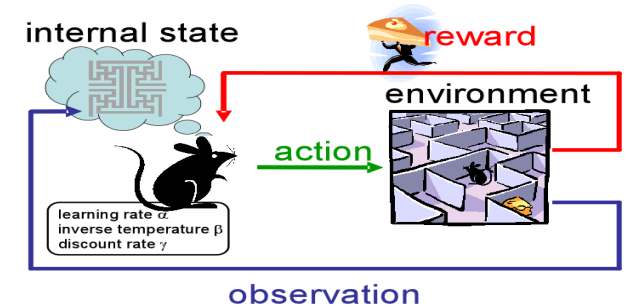 internal state
reward
environment
action
learning rate α
inverse temperature β
discount rate γ
observation